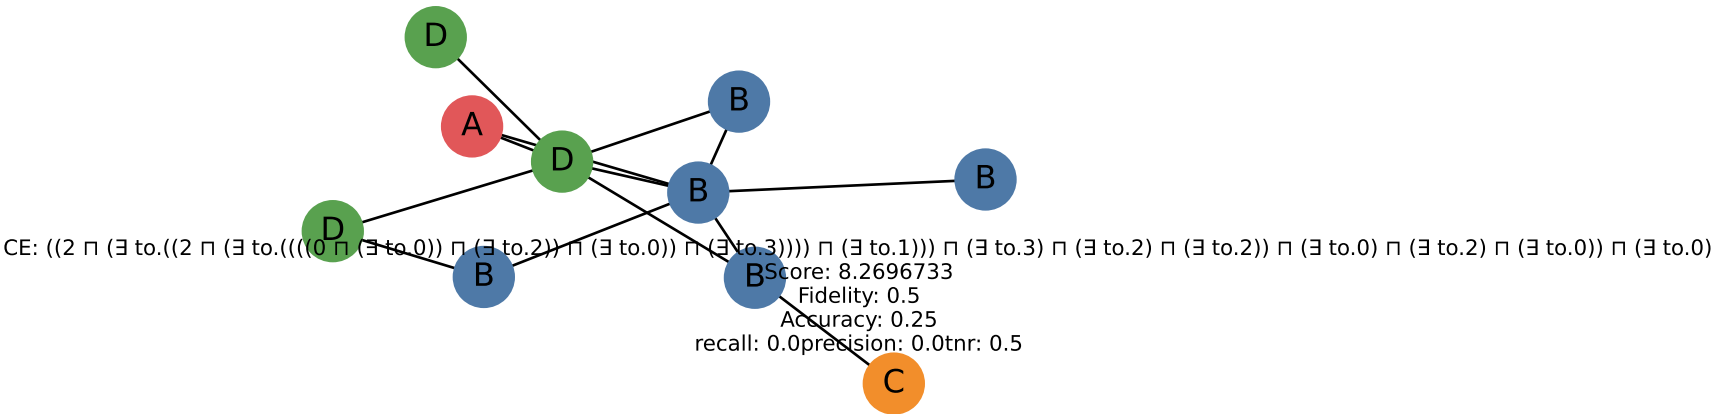 D
B
A
D
B
B
D
CE: ((2 ⊓ (∃ to.((2 ⊓ (∃ to.((((0 ⊓ (∃ to.0)) ⊓ (∃ to.2)) ⊓ (∃ to.0)) ⊓ (∃ to.3)))) ⊓ (∃ to.1))) ⊓ (∃ to.3) ⊓ (∃ to.2) ⊓ (∃ to.2)) ⊓ (∃ to.0) ⊓ (∃ to.2) ⊓ (∃ to.0)) ⊓ (∃ to.0)
B
B
Score: 8.2696733
Fidelity: 0.5
Accuracy: 0.25
recall: 0.0precision: 0.0tnr: 0.5
C